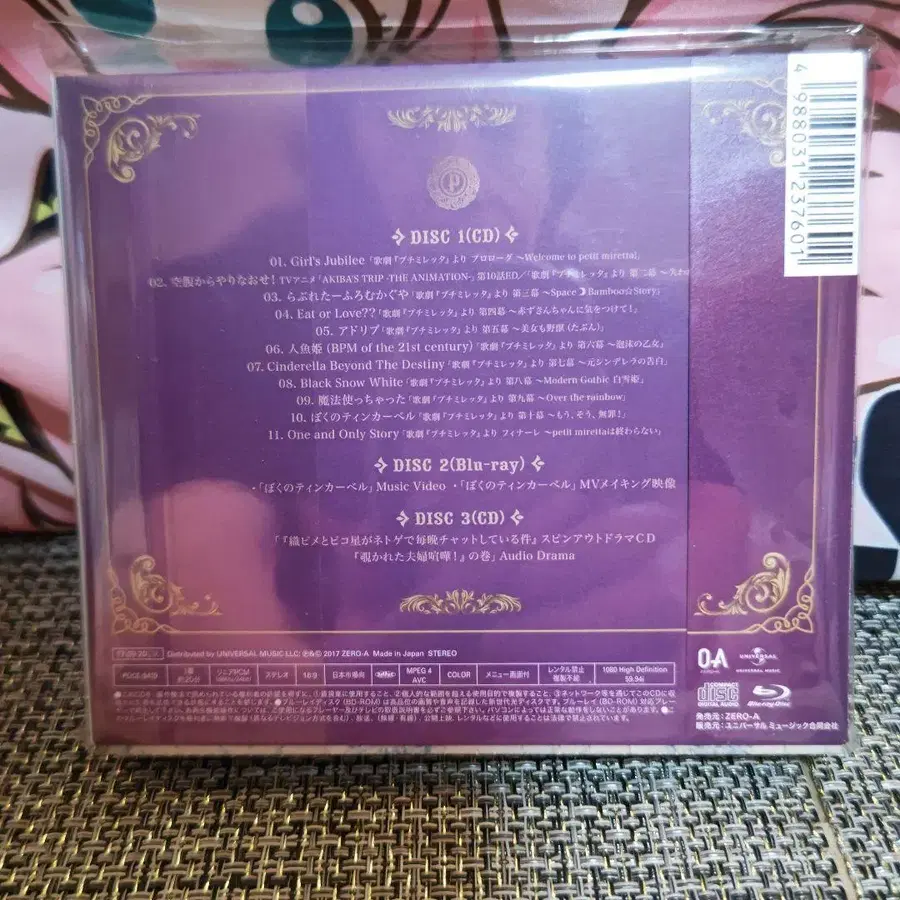 P
DISC 1(CD)
01. Girl's Jubilee「歌劇『プチミレッタ』より プロローグ 〜Welcome to petit miretta!」
02. 空腹からやりなおせ! TVアニメ「AKIBA'S TRIP -THE ANIMATION-」第10話ED／「歌劇『プチミレッタ』より 第二幕 〜失わ
03. らぶれたーふろむかぐや「歌劇『プチミレッタ』より 第三幕 〜Space☽Bamboo☆Story」
04. Eat or Love??「歌劇『プチミレッタ』より 第四幕 〜赤ずきんちゃんに気をつけて!」
05. アドリブ「歌劇『プチミレッタ』より 第五幕 〜美女も野獣 (たぶん)」
06. 人魚姫 (BPM of the 21st century)「歌劇『プチミレッタ』より 第六幕 〜泡沫の乙女」
07. Cinderella Beyond The Destiny「歌劇『プチミレッタ』より 第七幕 〜元シンデレラの告白」
08. Black Snow White「歌劇『プチミレッタ』より 第八幕 〜Modern Gothic 白雪姫」
09. 魔法使っちゃった「歌劇『プチミレッタ』より 第九幕 〜Over the rainbow」
10. ぼくのティンカーベル「歌劇『プチミレッタ』より 第十幕 〜もう、そう、無罪!」
11. One and Only Story「歌劇『プチミレッタ』より フィナーレ 〜petit mirettaは終わらない」
DISC 2(Blu-ray)
・「ぼくのティンカーベル」Music Video ・「ぼくのティンカーベル」MVメイキング映像
DISC 3(CD)
「『織ピメとピコ星がネトゲで毎晩チャットしている件』スピンアウトドラマCD
「覗かれた夫婦喧嘩!』の巻」Audio Drama
4 988031 237601
Distributed by UNIVERSAL MUSIC LLC; ℗&© 2017 ZERO-A Made in Japan STEREO
ステレオ 16:9 日本市場向 MPEG 4 AVC COLOR メニュー画面付 レンタル禁止 複製不能 1080 High Definition 59.94i
0-A UNIVERSAL
UNIVERSAL MUSIC
COMPACT disc DIGITAL AUDIO Blu-ray Disc
発売元:ZERO-A
販売元:ユニバーサル ミュージック合同会社